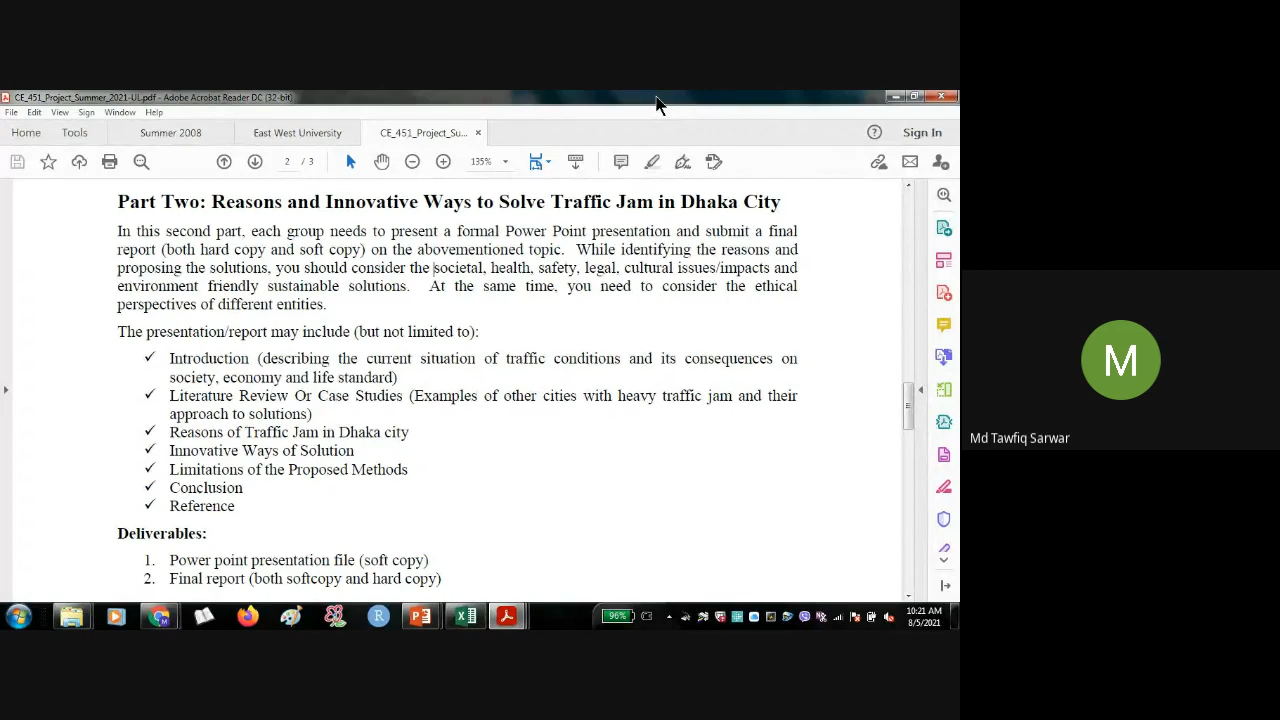 CE_451_Project_Summer_2021-UL.pdf - Adobe Acrobat Reader DC (32-bit)
File Edit View Sign Window Help
Home Tools Summer 2008 East West University CE_451_Project_Su... × Sign In
2 / 3 135%
Part Two: Reasons and Innovative Ways to Solve Traffic Jam in Dhaka City
In this second part, each group needs to present a formal Power Point presentation and submit a final
report (both hard copy and soft copy) on the abovementioned topic. While identifying the reasons and
proposing the solutions, you should consider the societal, health, safety, legal, cultural issues/impacts and
environment friendly sustainable solutions. At the same time, you need to consider the ethical
perspectives of different entities.
The presentation/report may include (but not limited to):
✓ Introduction (describing the current situation of traffic conditions and its consequences on
society, economy and life standard)
✓ Literature Review Or Case Studies (Examples of other cities with heavy traffic jam and their
approach to solutions)
✓ Reasons of Traffic Jam in Dhaka city
✓ Innovative Ways of Solution
✓ Limitations of the Proposed Methods
✓ Conclusion
✓ Reference
Deliverables:
1. Power point presentation file (soft copy)
2. Final report (both softcopy and hard copy)
96%
10:21 AM
8/5/2021
M
Md Tawfiq Sarwar